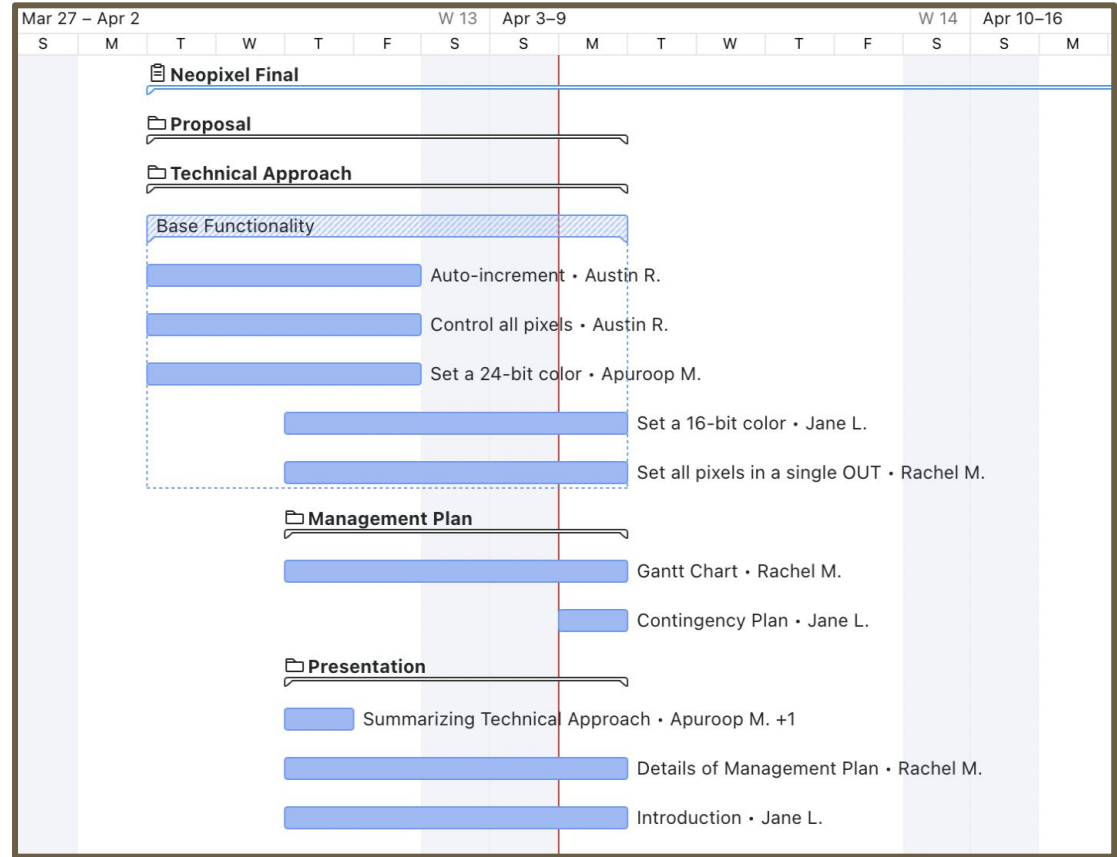 Mar 27 – Apr 2 W 13 Apr 3–9 W 14 Apr 10–16
S M T W T F S S M T W T F S S M
Neopixel Final
Proposal
Technical Approach
Base Functionality
Auto-increment • Austin R.
Control all pixels • Austin R.
Set a 24-bit color • Apuroop M.
Set a 16-bit color • Jane L.
Set all pixels in a single OUT • Rachel M.
Management Plan
Gantt Chart • Rachel M.
Contingency Plan • Jane L.
Presentation
Summarizing Technical Approach • Apuroop M. +1
Details of Management Plan • Rachel M.
Introduction • Jane L.